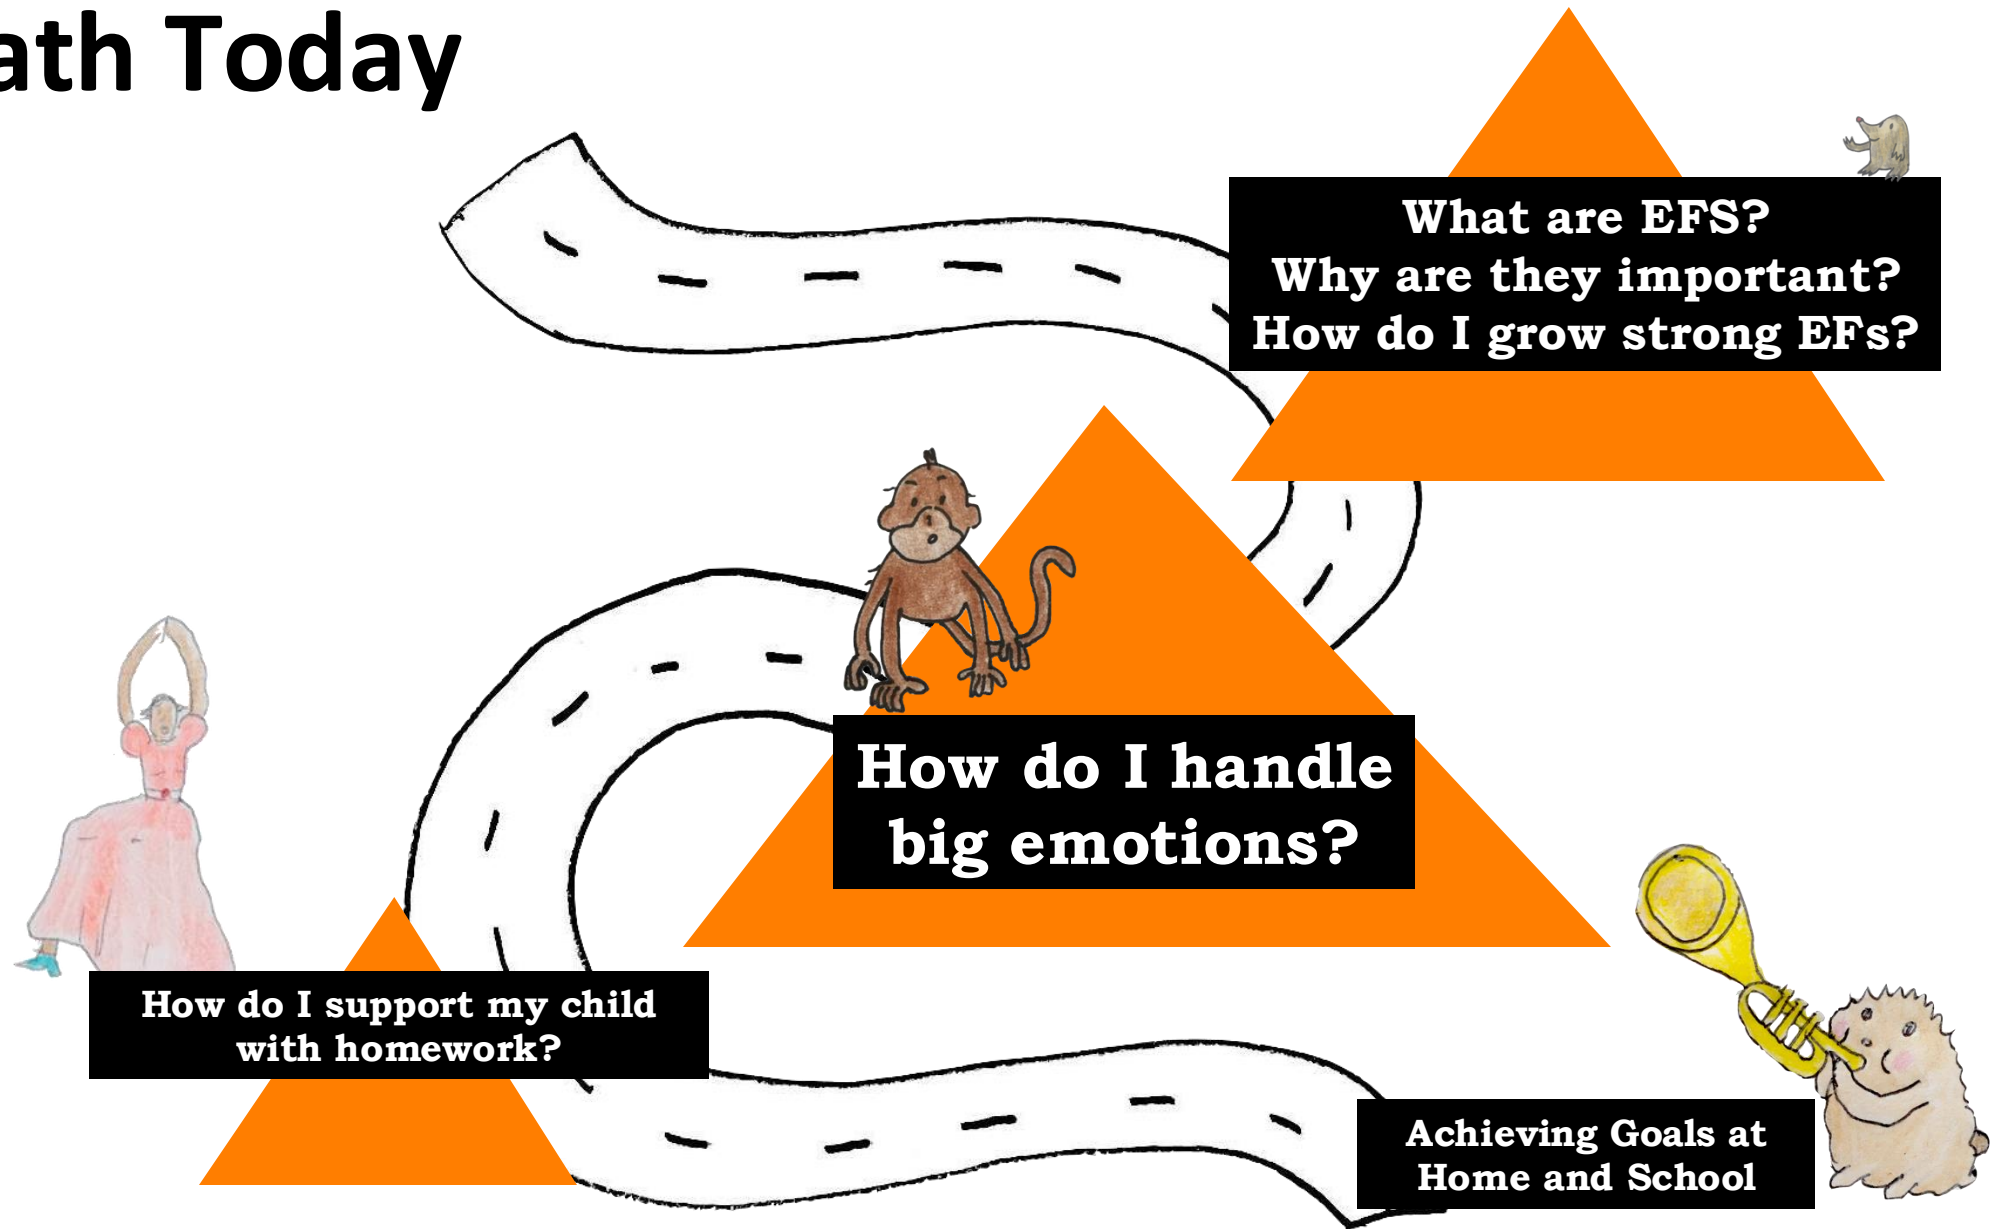 ath Today
What are EFS?
Why are they important?
How do I grow strong EFs?
How do I handle
big emotions?
How do I support my child
with homework?
Achieving Goals at
Home and School